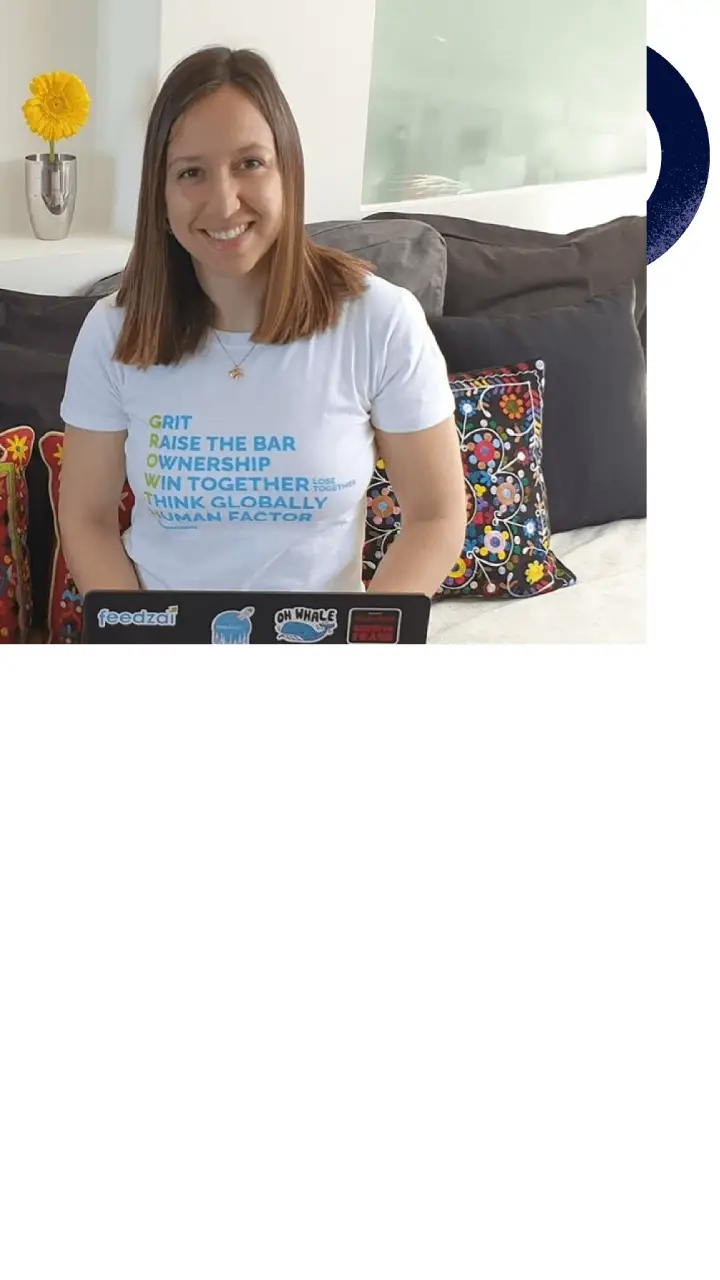 GRIT
RAISE THE BAR
OWNERSHIP
WIN TOGETHER LOSE TOGETHER
THINK GLOBALLY
HUMAN FACTOR
feedzai
OH WHALE